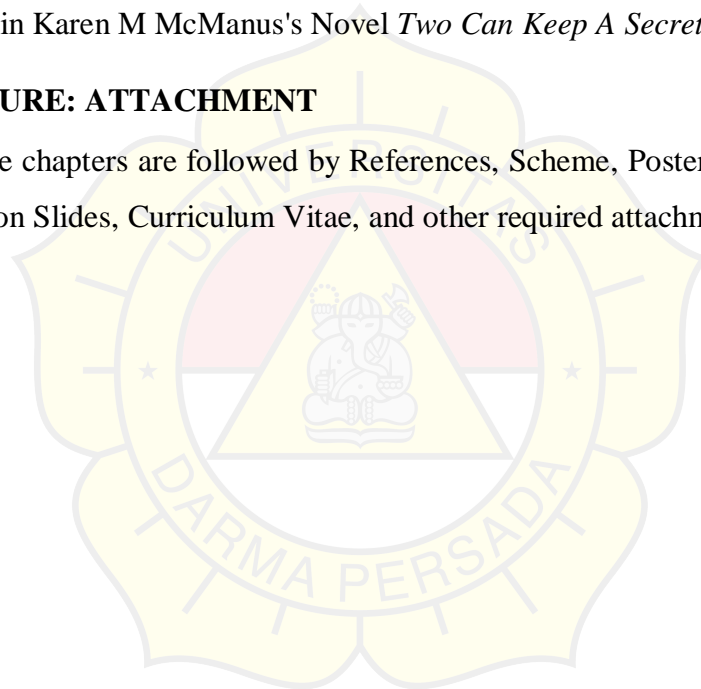 in Karen M McManus's Novel Two Can Keep A Secret
URE: ATTACHMENT
e chapters are followed by References, Scheme, Poster
on Slides, Curriculum Vitae, and other required attachm
UNIVERSITAS
DARMA PERSADA